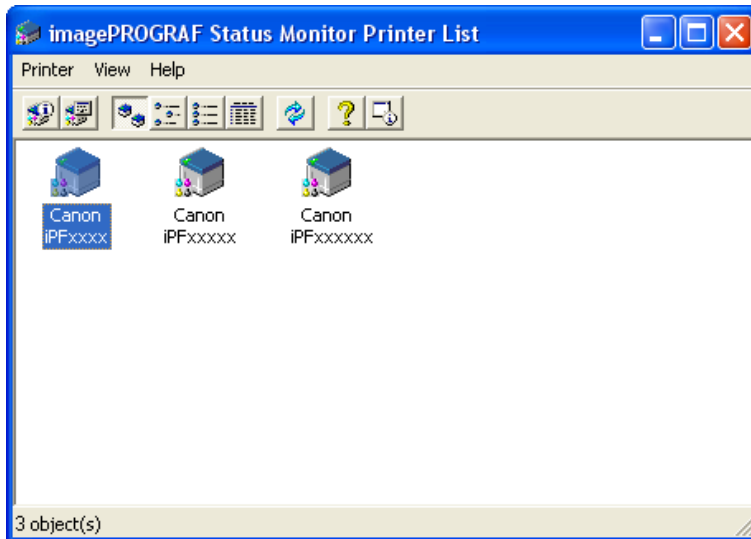 imagePROGRAF Status Monitor Printer List
Printer View Help
Canon
iPFxxxx
Canon
iPFxxxxx
Canon
iPFxxxxxx
3 object(s)